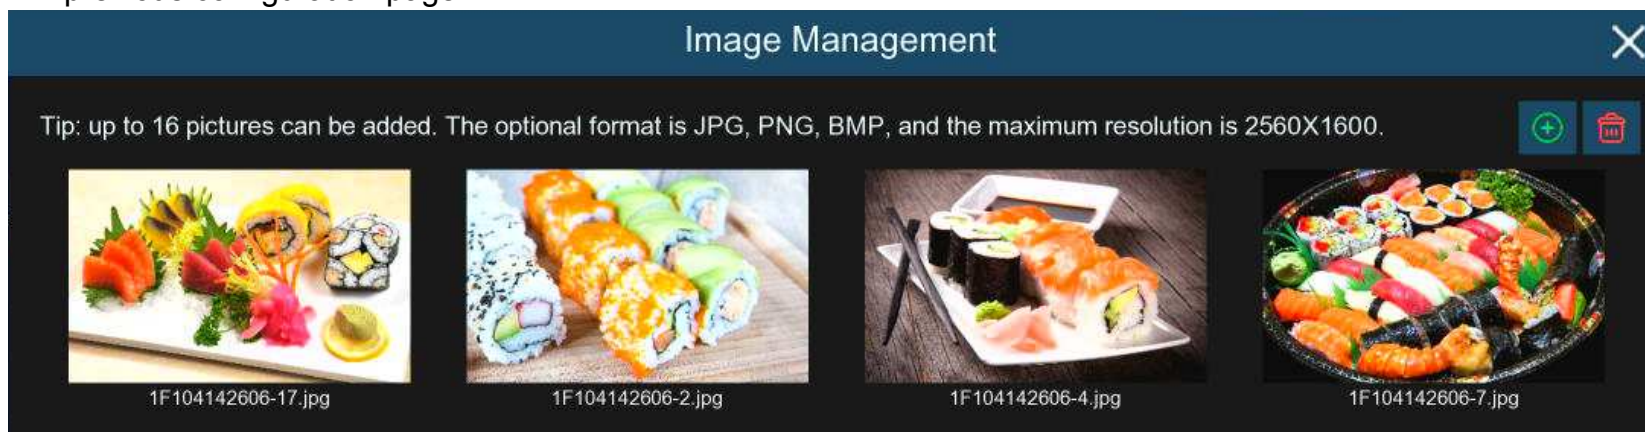 Image Management
Tip: up to 16 pictures can be added. The optional format is JPG, PNG, BMP, and the maximum resolution is 2560X1600.
1F104142606-17.jpg
1F104142606-2.jpg
1F104142606-4.jpg
1F104142606-7.jpg